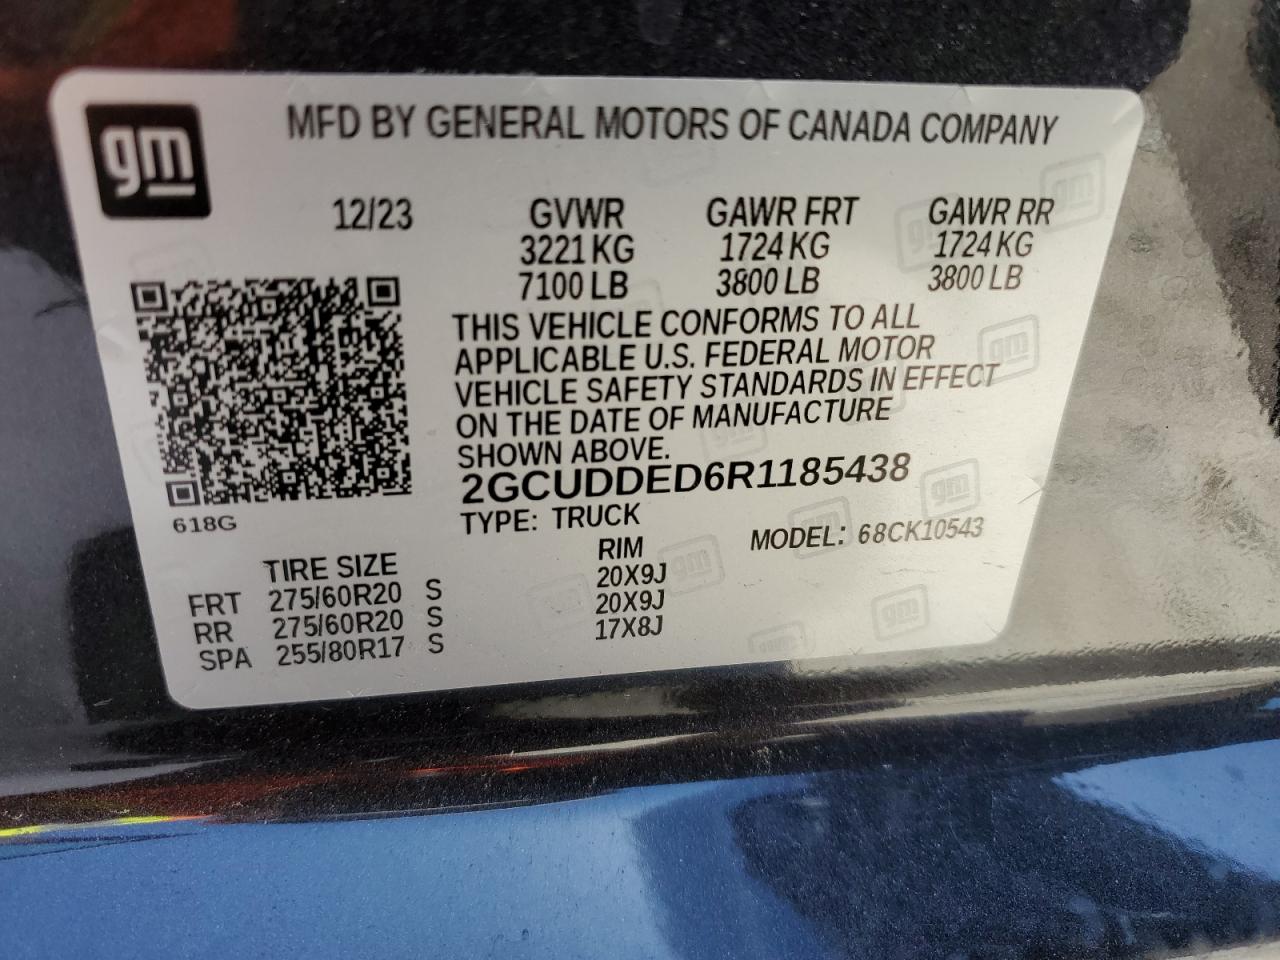 gm
MFD BY GENERAL MOTORS OF CANADA COMPANY
12/23 GVWR GAWR FRT GAWR RR
3221 KG 1724 KG 1724 KG
7100 LB 3800 LB 3800 LB
THIS VEHICLE CONFORMS TO ALL
APPLICABLE U.S. FEDERAL MOTOR
VEHICLE SAFETY STANDARDS IN EFFECT
ON THE DATE OF MANUFACTURE
SHOWN ABOVE.
2GCUDDED6R1185438
618G
TYPE: TRUCK MODEL: 68CK10543
TIRE SIZE RIM
FRT 275/60R20 S 20X9J
RR 275/60R20 S 20X9J
SPA 255/80R17 S 17X8J